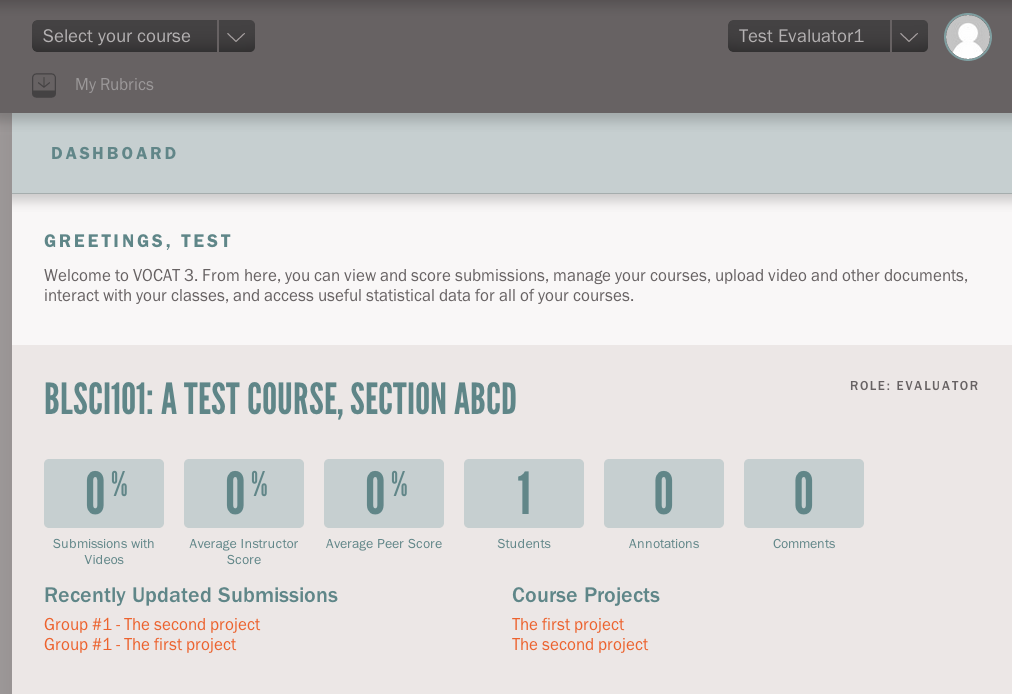 Select your course
Test Evaluator1
My Rubrics
DASHBOARD
GREETINGS, TEST
Welcome to VOCAT 3. From here, you can view and score submissions, manage your courses, upload video and other documents,
interact with your classes, and access useful statistical data for all of your courses.
BLSCI101: A TEST COURSE, SECTION ABCD
ROLE: EVALUATOR
0%
Submissions with
Videos
0%
Average Instructor
Score
0%
Average Peer Score
1
Students
0
Annotations
0
Comments
Recently Updated Submissions
Group #1 - The second project
Group #1 - The first project
Course Projects
The first project
The second project